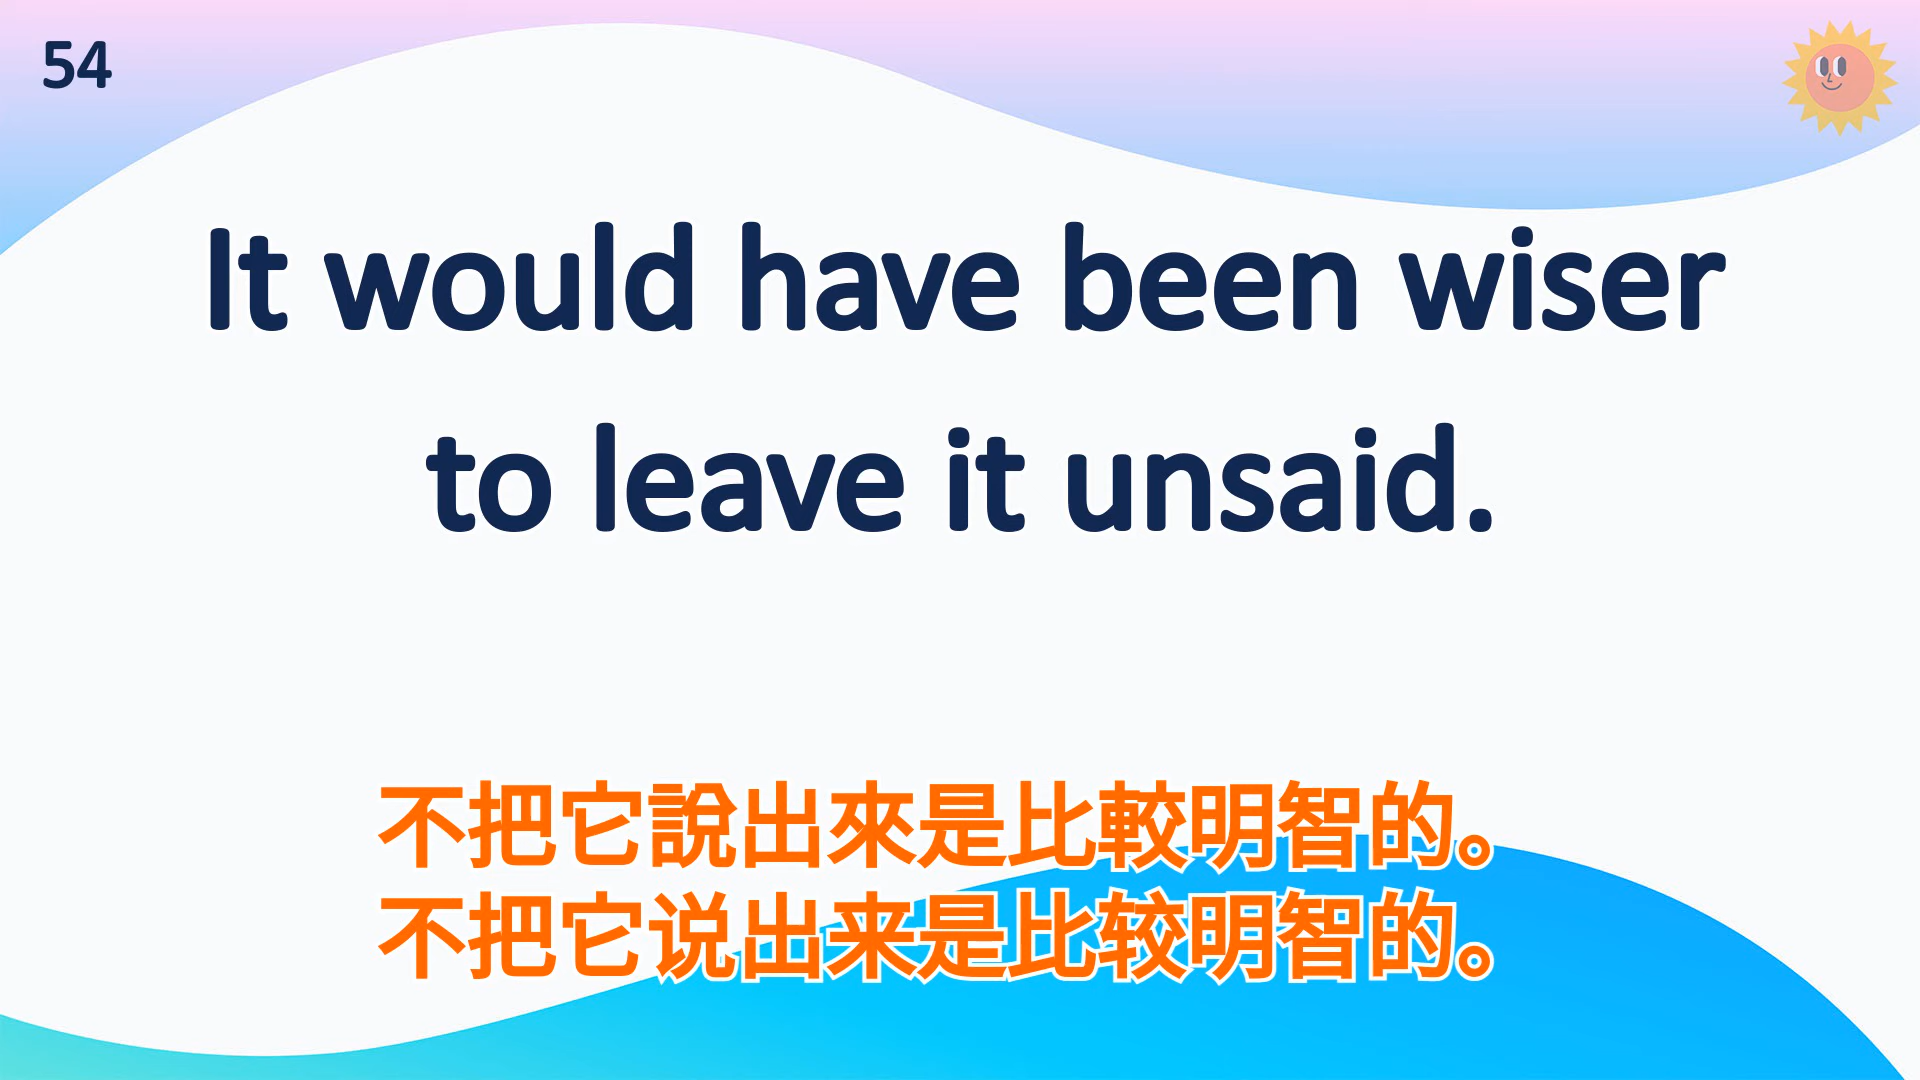 54
It would have been wiser
to leave it unsaid.
不把它說出來是比較明智的。
不把它说出来是比较明智的。